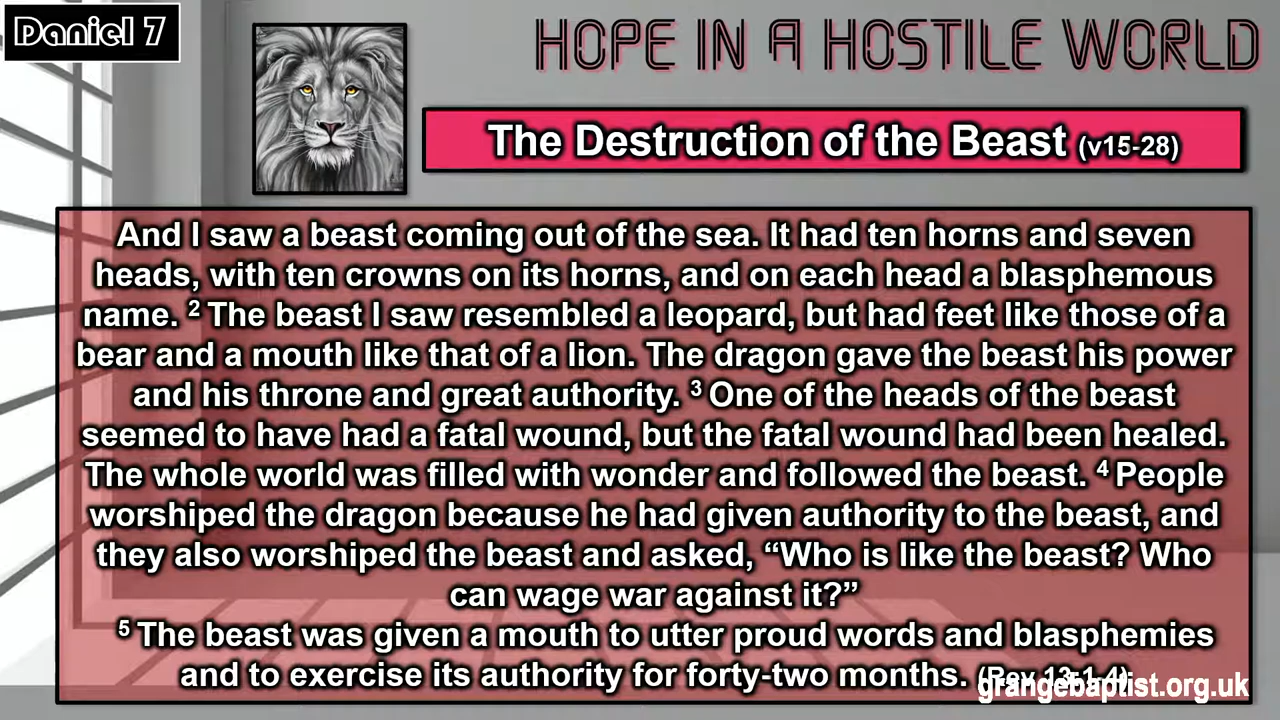 Daniel 7
HOPE IN A HOSTILE WORLD
The Destruction of the Beast (v15-28)
And I saw a beast coming out of the sea. It had ten horns and seven
heads, with ten crowns on its horns, and on each head a blasphemous
name. ² The beast I saw resembled a leopard, but had feet like those of a
bear and a mouth like that of a lion. The dragon gave the beast his power
and his throne and great authority. ³ One of the heads of the beast
seemed to have had a fatal wound, but the fatal wound had been healed.
The whole world was filled with wonder and followed the beast. ⁴ People
worshiped the dragon because he had given authority to the beast, and
they also worshiped the beast and asked, “Who is like the beast? Who
can wage war against it?”
⁵ The beast was given a mouth to utter proud words and blasphemies
and to exercise its authority for forty-two months. (Rev 13:1-4)
grangebaptist.org.uk